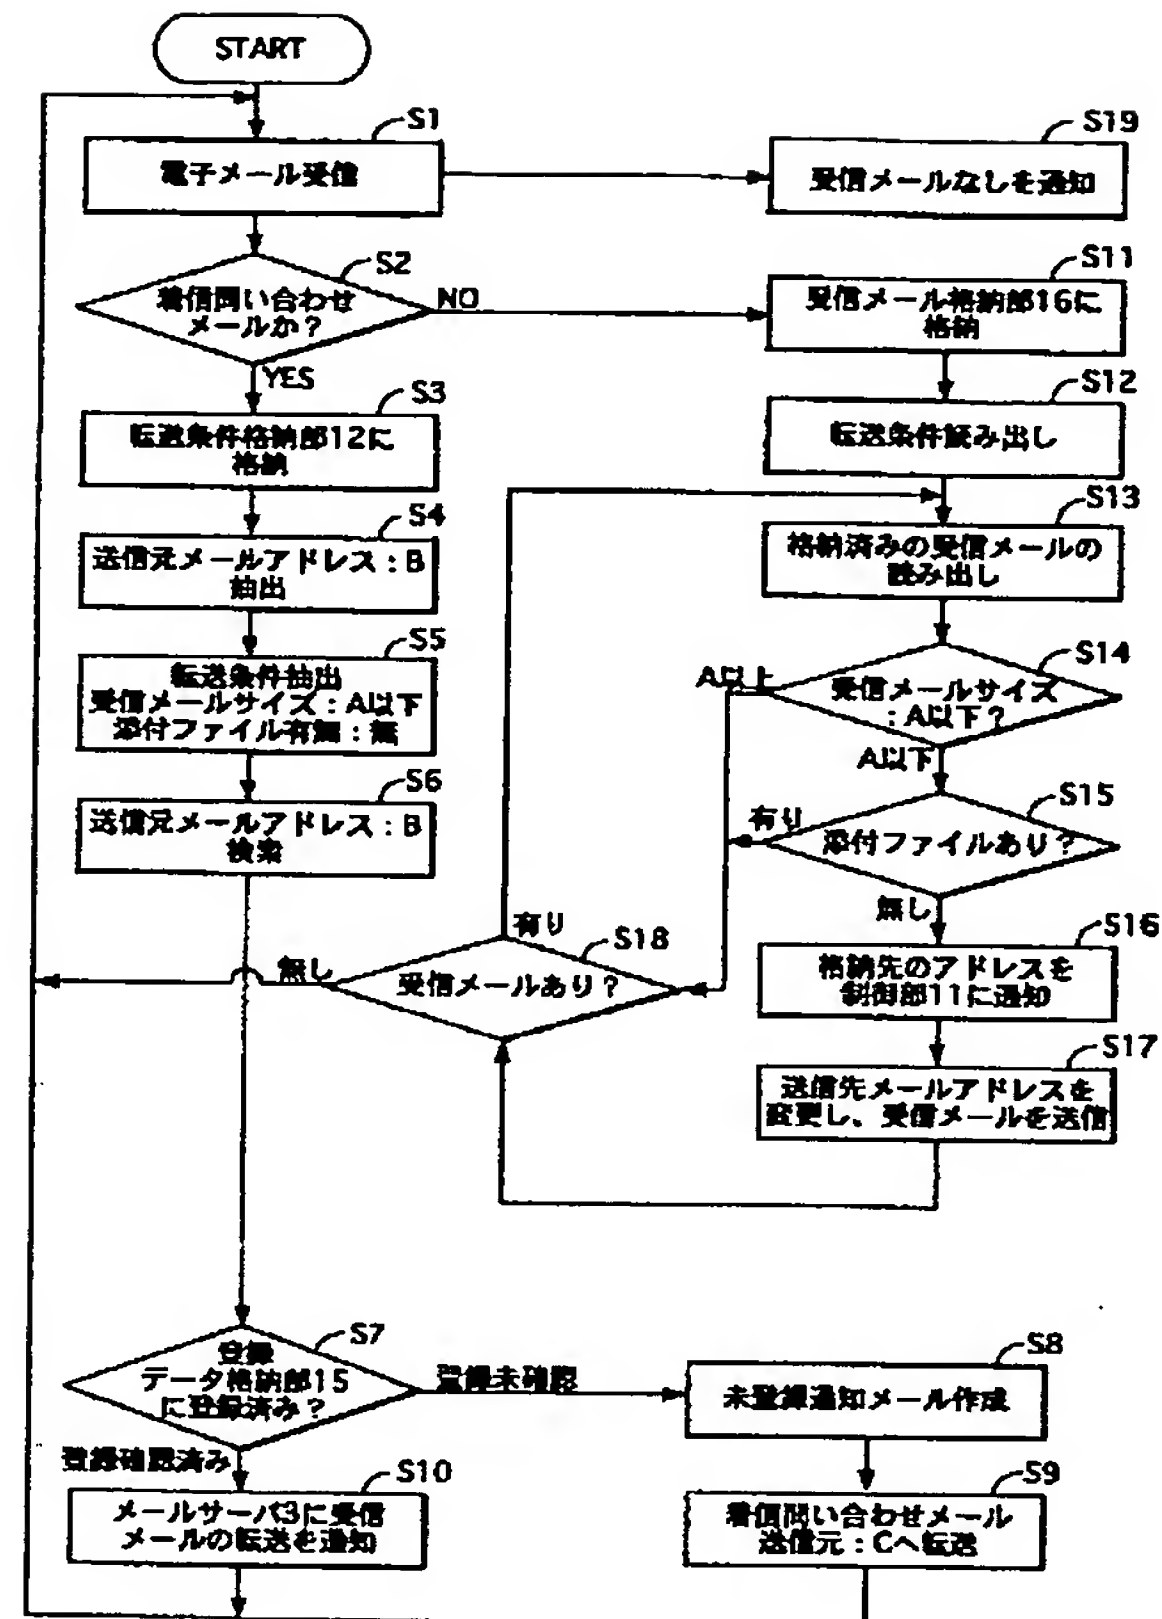 START
S1
電子メール受信
S19
受信メールなしを通知
S2
着信問い合わせ
メールか？
NO
YES
S11
受信メール格納部16に
格納
S3
転送条件格納部12に
格納
S12
転送条件読み出し
S4
送信元メールアドレス：B
抽出
S13
格納済みの受信メールの
読み出し
S5
転送条件抽出
受信メールサイズ：A以下
添付ファイル有無：無
S14
A以上
受信メールサイズ
：A以下？
A以下
S6
送信元メールアドレス：B
検索
S15
有り
添付ファイルあり？
無し
S16
格納先のアドレスを
制御部11に通知
有り
S18
無し
受信メールあり？
S17
送信先メールアドレスを
変更し、受信メールを送信
S7
登録
データ格納部15
に登録済み？
登録未確認
S8
未登録通知メール作成
登録確認済み
S10
メールサーバ3に受信
メールの転送を通知
S9
着信問い合わせメール
送信元：Cへ転送